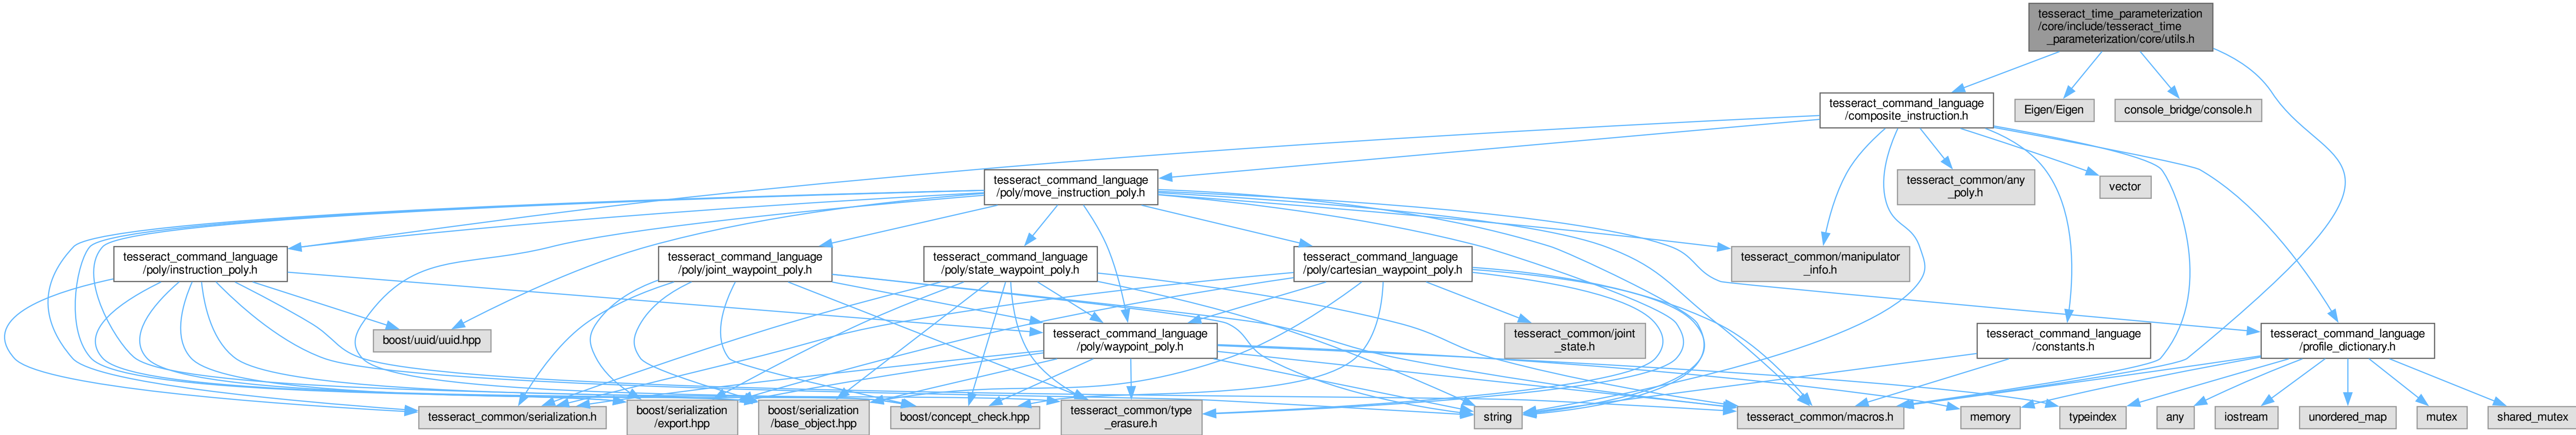 tesseract_time_parameterization
/core/include/tesseract_time
_parameterization/core/utils.h
tesseract_command_language
/composite_instruction.h
Eigen/Eigen
console_bridge/console.h
tesseract_command_language
/poly/move_instruction_poly.h
tesseract_common/any
_poly.h
vector
tesseract_command_language
/poly/instruction_poly.h
tesseract_command_language
/poly/joint_waypoint_poly.h
tesseract_command_language
/poly/state_waypoint_poly.h
tesseract_command_language
/poly/cartesian_waypoint_poly.h
tesseract_common/manipulator
_info.h
boost/uuid/uuid.hpp
tesseract_command_language
/poly/waypoint_poly.h
tesseract_common/joint
_state.h
tesseract_command_language
/constants.h
tesseract_command_language
/profile_dictionary.h
tesseract_common/serialization.h
boost/serialization
/export.hpp
boost/serialization
/base_object.hpp
boost/concept_check.hpp
tesseract_common/type
_erasure.h
string
tesseract_common/macros.h
memory
typeindex
any
iostream
unordered_map
mutex
shared_mutex